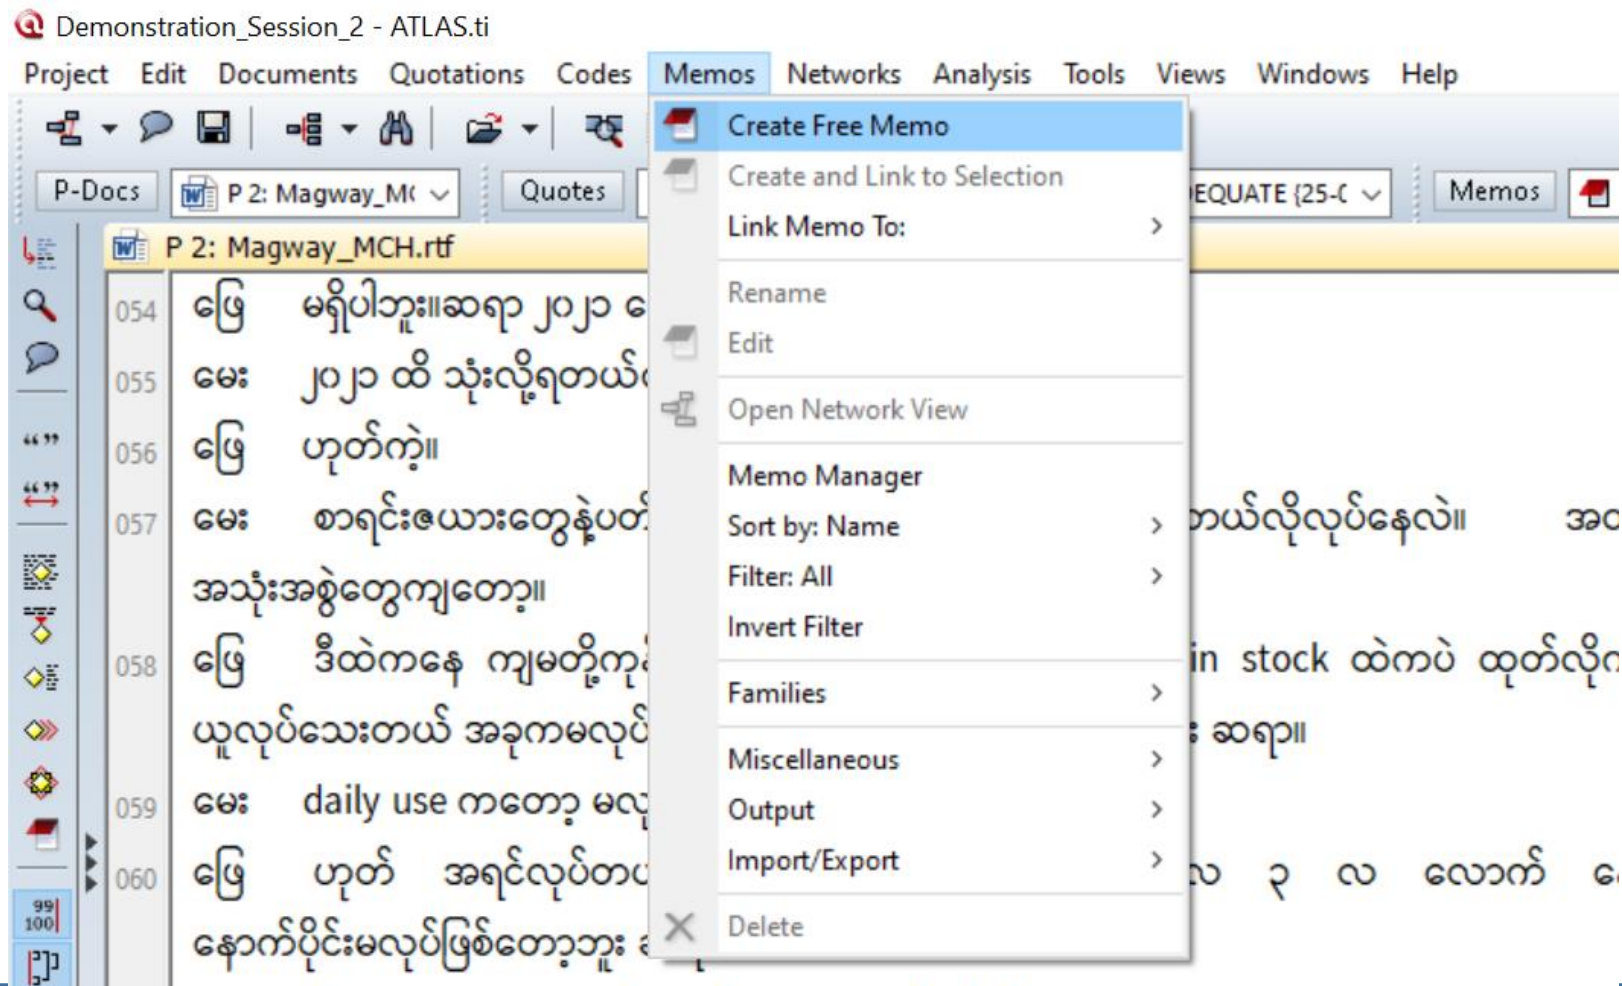 Demonstration_Session_2 - ATLAS.ti
Project Edit Documents Quotations Codes Memos Networks Analysis Tools Views Windows Help
P-Docs P 2: Magway_M Quotes EQUATE {25-0 Memos
P 2: Magway_MCH.rtf
Create Free Memo
Create and Link to Selection
Link Memo To:
Rename
Edit
Open Network View
Memo Manager
Sort by: Name
Filter: All
Invert Filter
Families
Miscellaneous
Output
Import/Export
Delete
054 ဖြေ မရှိပါဘူး။ဆရာ ၂၀၂၁
055 မေး ၂၀၂၁ ထိ သုံးလို့ရတယ်
056 ဖြေ ဟုတ်ကဲ့။
057 မေး စာရင်းဇယားတွေနဲ့ပတ် တယ်လိုလုပ်နေလဲ။
အသုံးအစွဲတွေကျတော့။
058 ဖြေ ဒီထဲကနေ ကျမတို့ကု in stock ထဲကပဲ ထုတ်လို
ယူလုပ်သေးတယ် အခုကမလုပ် ဆရာ။
059 မေး daily use ကတော့ မလု
060 ဖြေ ဟုတ် အရင်လုပ်တ လ ၃ လ လောက်
နောက်ပိုင်းမလုပ်ဖြစ်တော့ဘူး
99
100